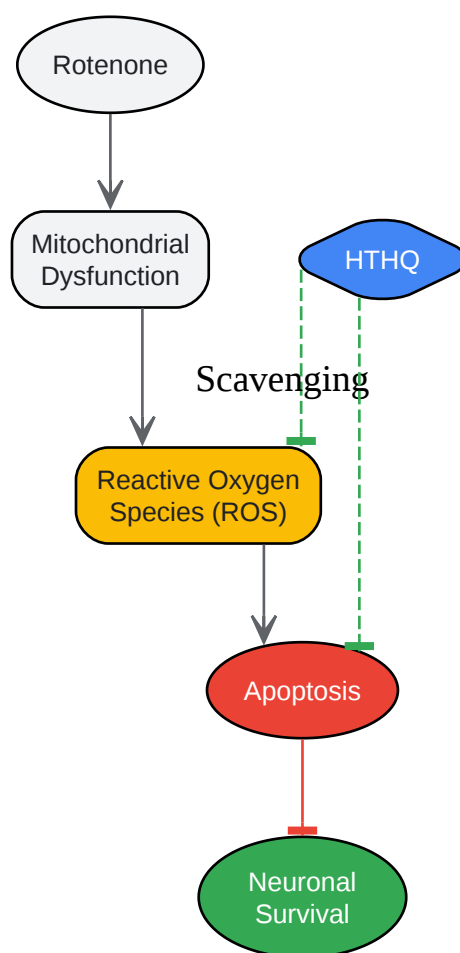 Rotenone
Mitochondrial
Dysfunction
HTHQ
Scavenging
Reactive Oxygen
Species (ROS)
Apoptosis
Neuronal
Survival